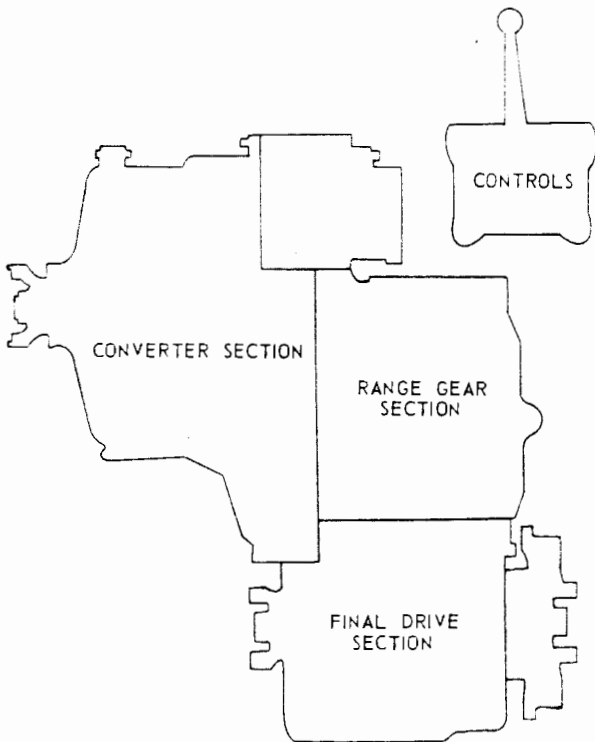 CONTROLS
CONVERTER SECTION
RANGE GEAR
SECTION
FINAL DRIVE
SECTION